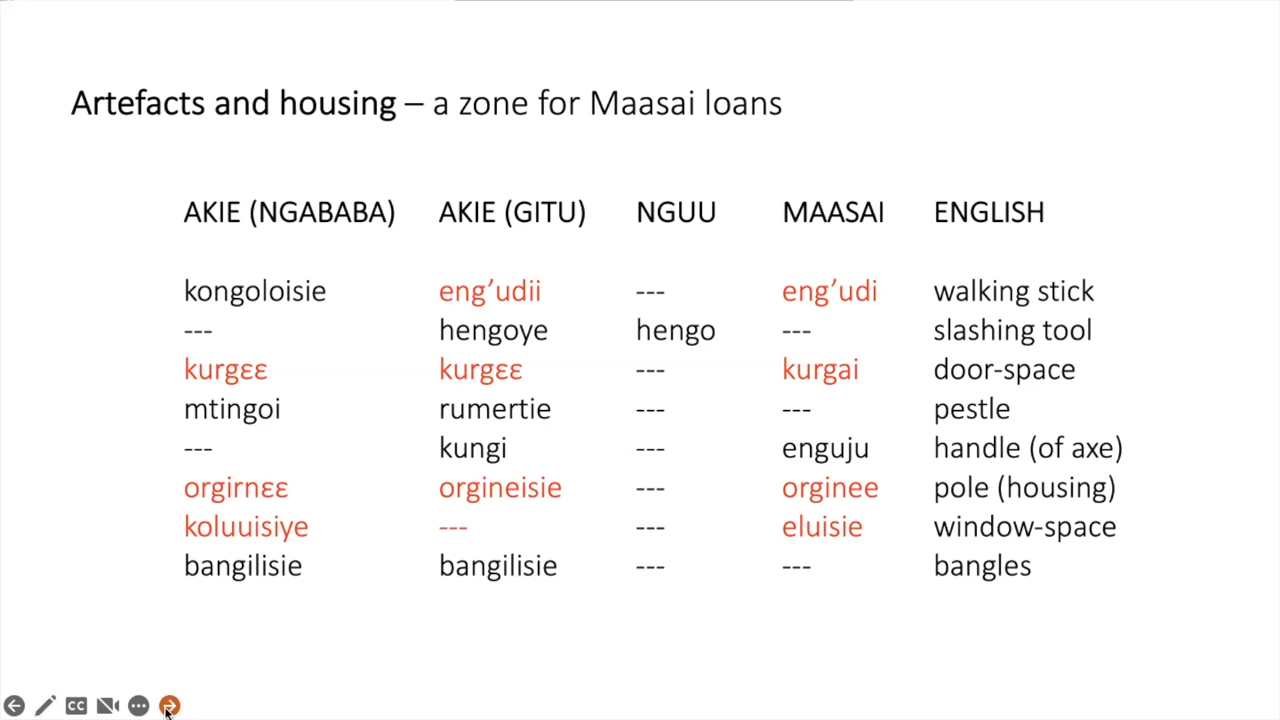 Artefacts and housing – a zone for Maasai loans
AKIE (NGABABA) AKIE (GITU) NGUU MAASAI ENGLISH
kongoloisie eng’udii --- eng’udi walking stick
--- hengoye hengo --- slashing tool
kurgɛɛ kurgɛɛ --- kurgai door-space
mtingoi rumertie --- --- pestle
--- kungi --- enguju handle (of axe)
orgirnɛɛ orgineisie --- orginee pole (housing)
koluuisiye --- --- eluisie window-space
bangilisie bangilisie --- --- bangles
CC